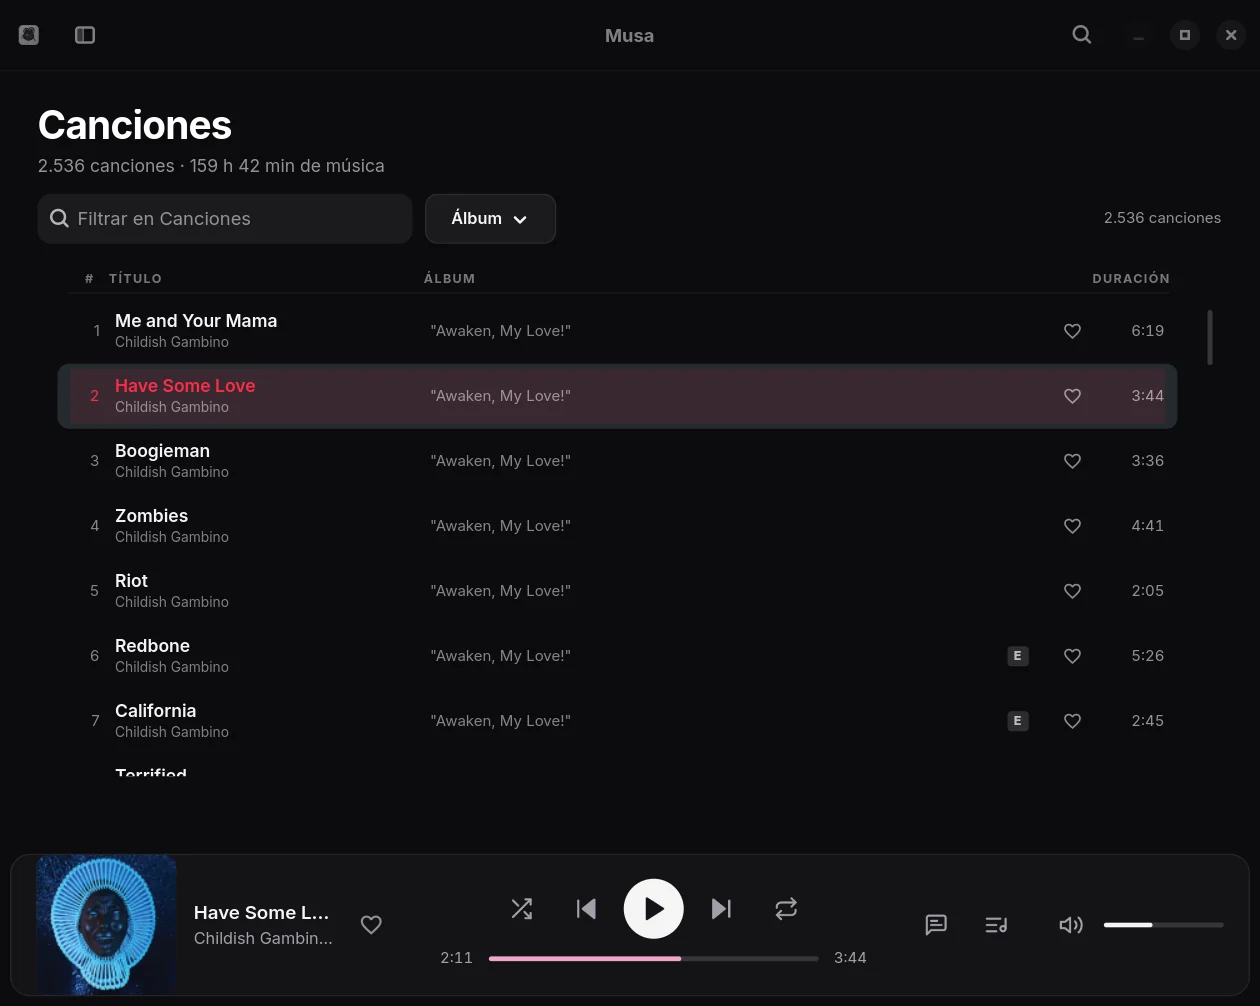 Musa
Canciones
2.536 canciones · 159 h 42 min de música
Filtrar en Canciones
Álbum
2.536 canciones
# TÍTULO ÁLBUM DURACIÓN
1 Me and Your Mama "Awaken, My Love!" 6:19
Childish Gambino
2 Have Some Love "Awaken, My Love!" 3:44
Childish Gambino
3 Boogieman "Awaken, My Love!" 3:36
Childish Gambino
4 Zombies "Awaken, My Love!" 4:41
Childish Gambino
5 Riot "Awaken, My Love!" 2:05
Childish Gambino
6 Redbone "Awaken, My Love!" E 5:26
Childish Gambino
7 California "Awaken, My Love!" E 2:45
Childish Gambino
Terrified
Have Some L...
Childish Gambin...
2:11 3:44